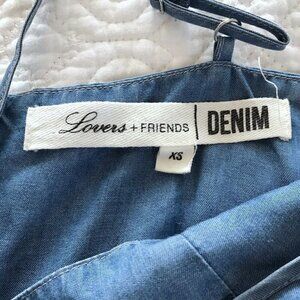 Lovers + FRIENDS | DENIM
XS